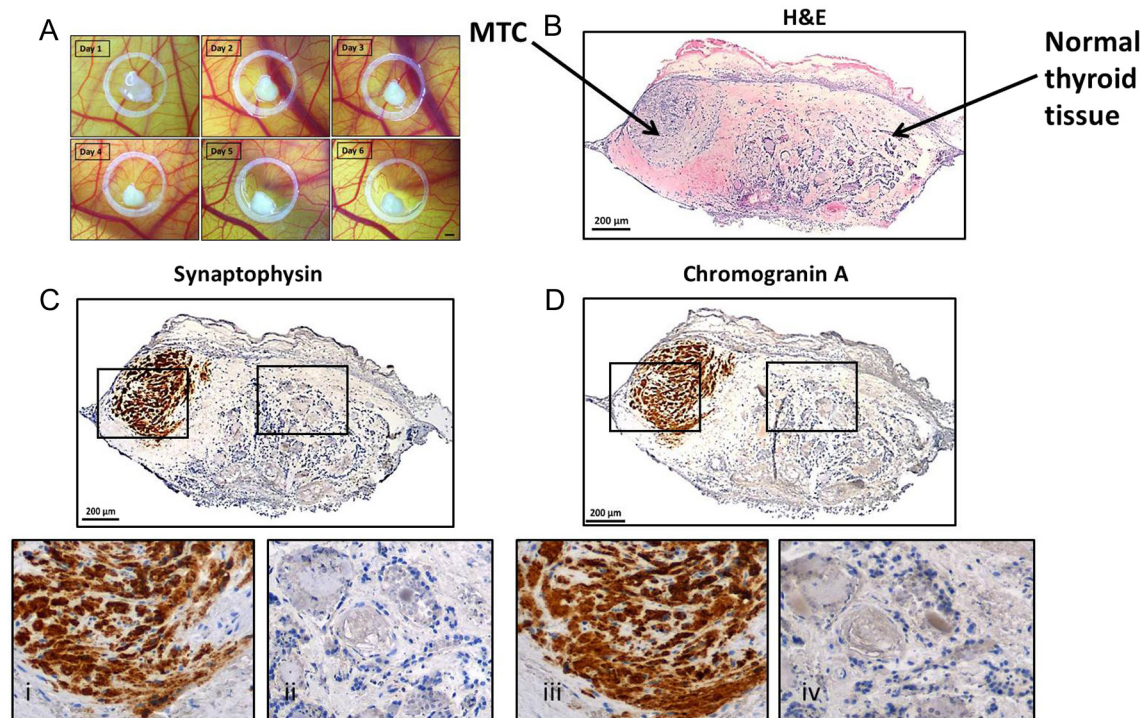 A
Day 1
Day 2
Day 3
Day 4
Day 5
Day 6
B
H&E
MTC
Normal
thyroid
tissue
200 µm
Synaptophysin
C
200 µm
i
ii
Chromogranin A
D
200 µm
iii
iv